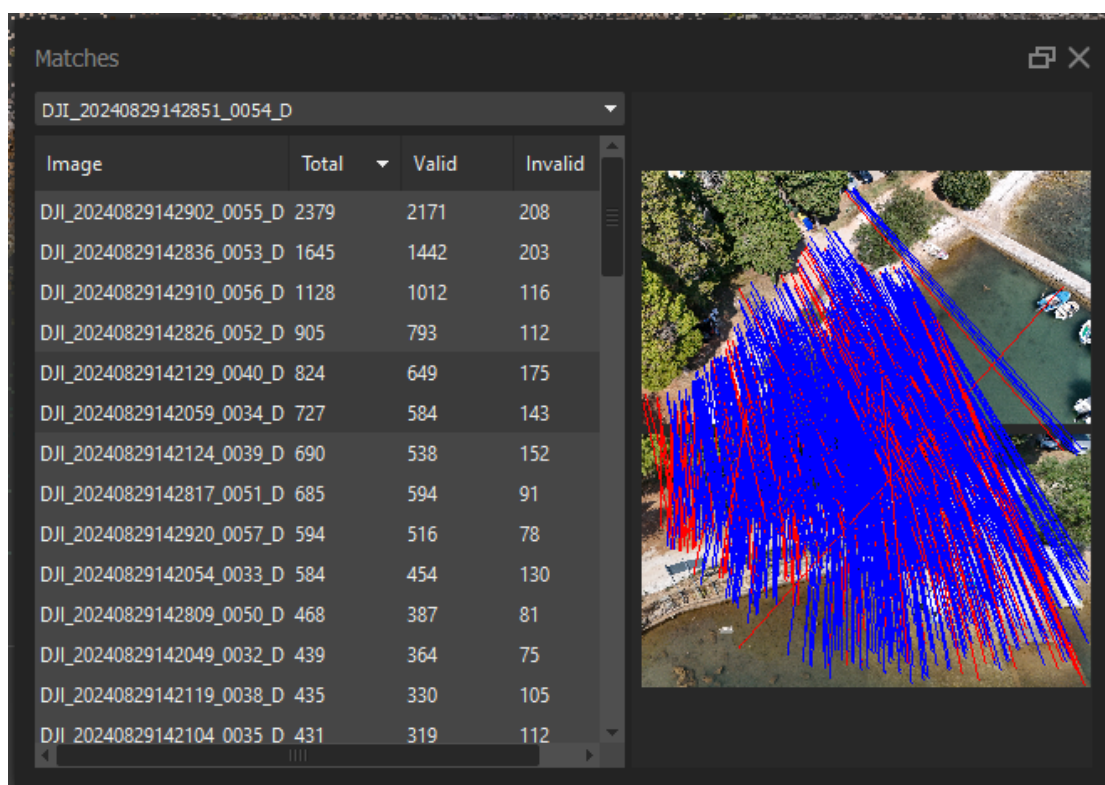 Matches
DJI_20240829142851_0054_D
Image Total Valid Invalid
DJI_20240829142902_0055_D 2379 2171 208
DJI_20240829142836_0053_D 1645 1442 203
DJI_20240829142910_0056_D 1128 1012 116
DJI_20240829142826_0052_D 905 793 112
DJI_20240829142129_0040_D 824 649 175
DJI_20240829142059_0034_D 727 584 143
DJI_20240829142124_0039_D 690 538 152
DJI_20240829142817_0051_D 685 594 91
DJI_20240829142920_0057_D 594 516 78
DJI_20240829142054_0033_D 584 454 130
DJI_20240829142809_0050_D 468 387 81
DJI_20240829142049_0032_D 439 364 75
DJI_20240829142119_0038_D 435 330 105
DJI_20240829142104_0035_D 431 319 112